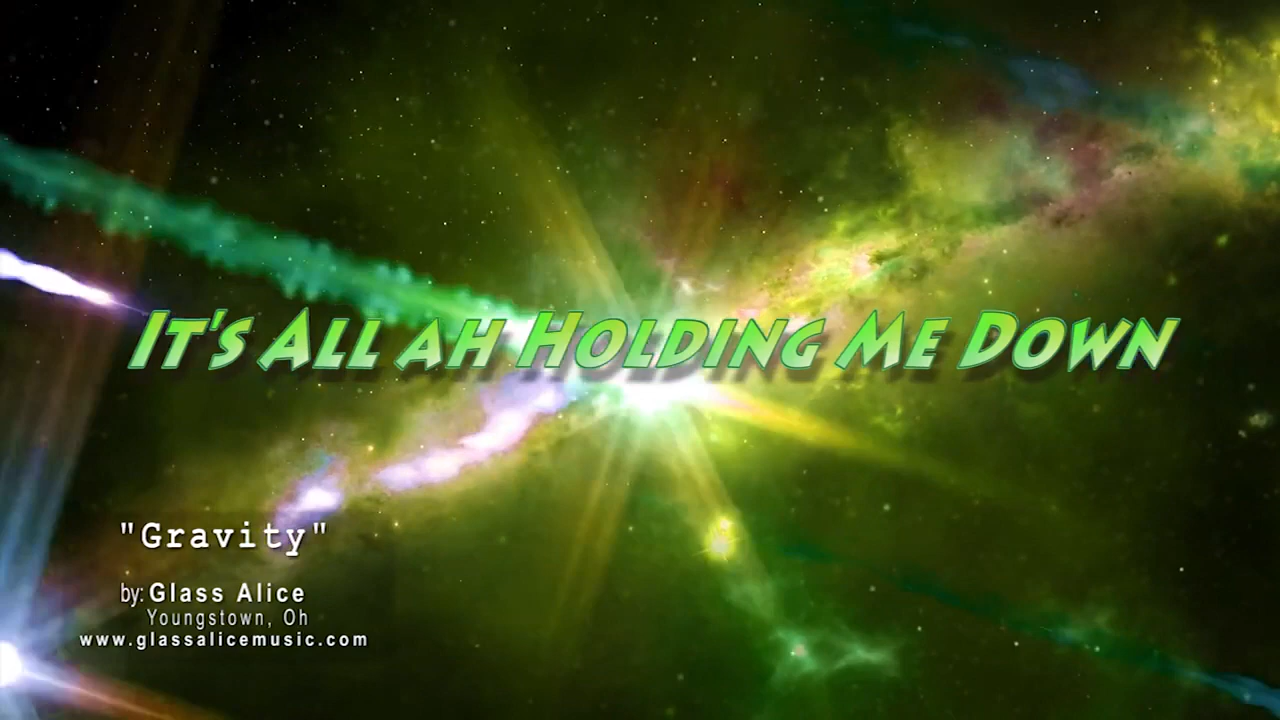 It's All ah Holding Me Down
"Gravity"
by: Glass Alice
Youngstown, Oh
www.glassalicemusic.com